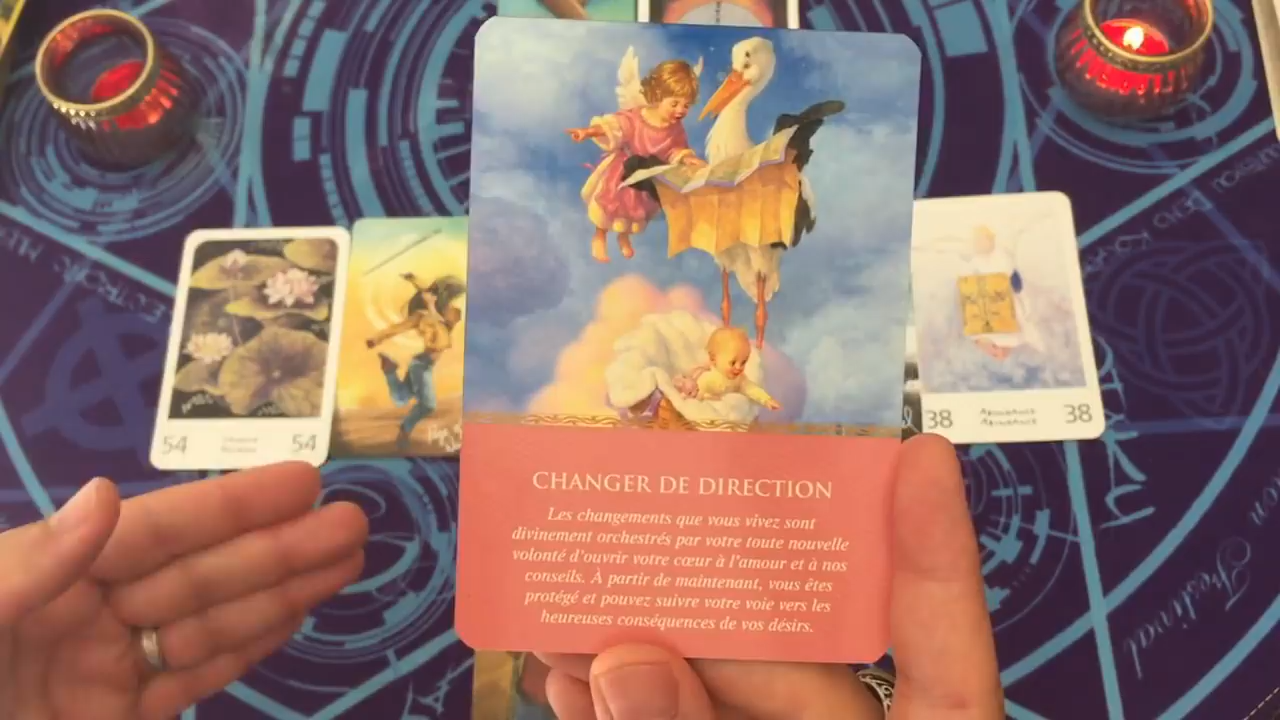 CHANGER DE DIRECTION
Les changements que vous vivez sont
divinement orchestrés par votre toute nouvelle
volonté d'ouvrir votre cœur à l'amour et à nos
conseils. À partir de maintenant, vous êtes
protégé et pouvez suivre votre voie vers les
heureuses conséquences de vos désirs.
54 54
38 38
Festival